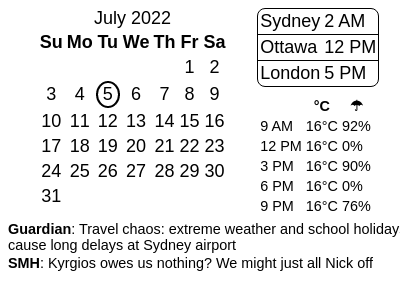 July 2022
Su Mo Tu We Th Fr Sa
1 2
3 4 5 6 7 8 9
10 11 12 13 14 15 16
17 18 19 20 21 22 23
24 25 26 27 28 29 30
31
Sydney 2 AM
Ottawa 12 PM
London 5 PM
°C ☂
9 AM 16°C 92%
12 PM 16°C 0%
3 PM 16°C 90%
6 PM 16°C 0%
9 PM 16°C 76%
Guardian: Travel chaos: extreme weather and school holiday
cause long delays at Sydney airport
SMH: Kyrgios owes us nothing? We might just all Nick off